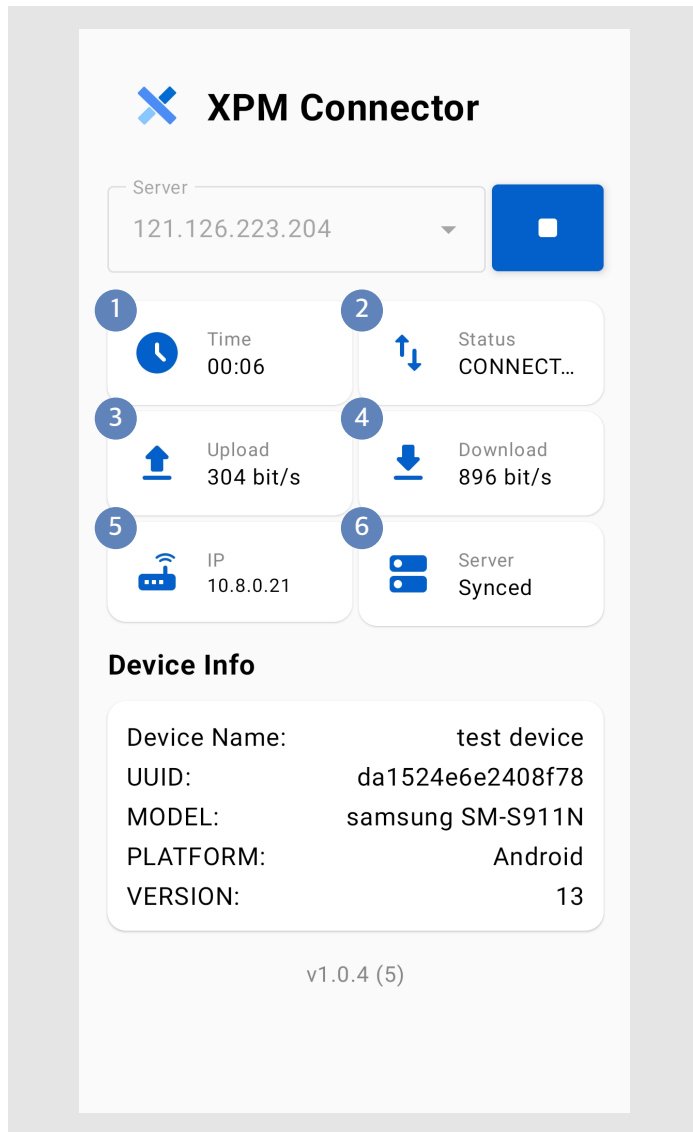 XPM Connector
Server
121.126.223.204
1
2
Time
Status
00:06
CONNECT...
3
4
Upload
Download
304 bit/s
896 bit/s
5
6
IP
Server
10.8.0.21
Synced
Device Info
Device Name: test device
UUID: da1524e6e2408f78
MODEL: samsung SM-S911N
PLATFORM: Android
VERSION: 13
v1.0.4 (5)